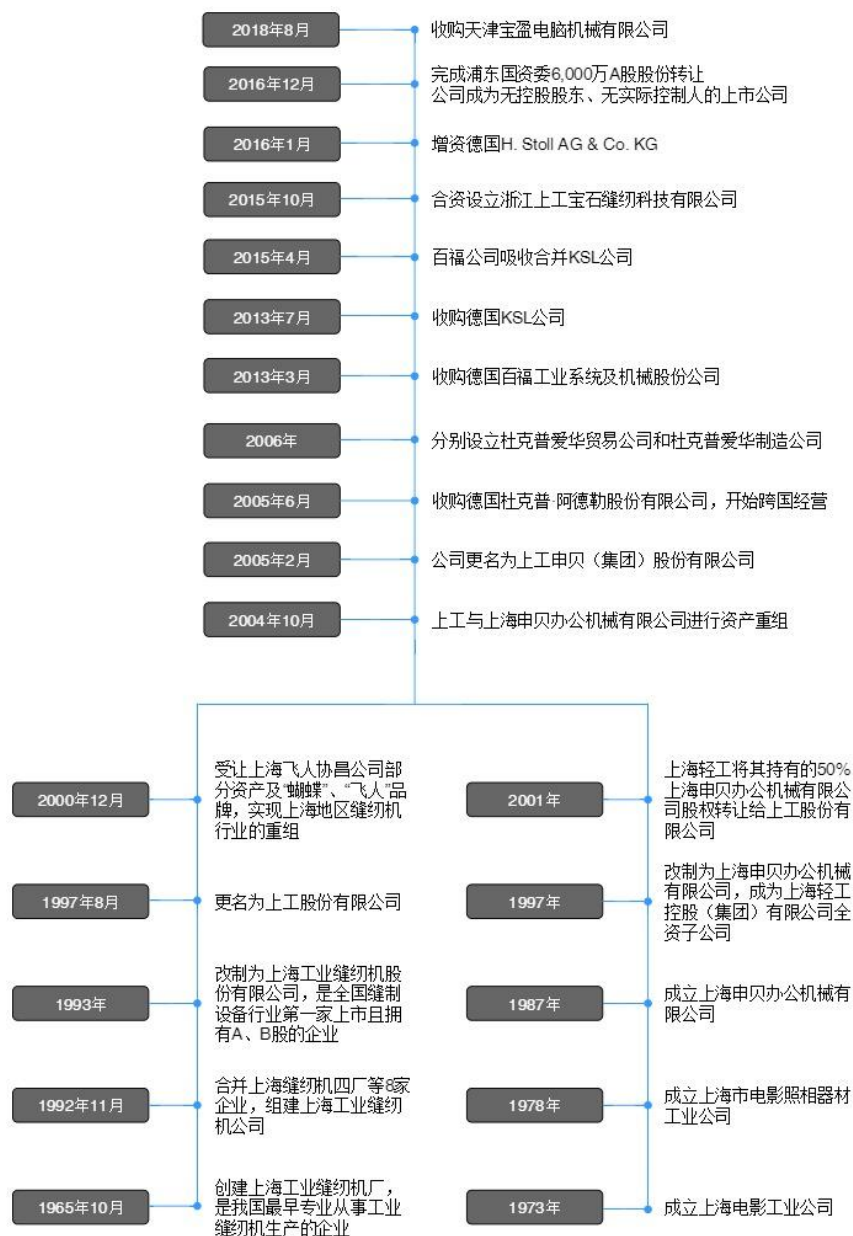 2018年8月
收购天津宝盈电脑机械有限公司
2016年12月
完成浦东国资委6,000万A股股份转让
公司成为无控股股东、无实际控制人的上市公司
2016年1月
增资德国H. Stoll AG & Co. KG
2015年10月
合资设立浙江上工宝石缝纫科技有限公司
2015年4月
百福公司吸收合并KSL公司
2013年7月
收购德国KSL公司
2013年3月
收购德国百福工业系统及机械股份公司
2006年
分别设立杜克普爱华贸易公司和杜克普爱华制造公司
2005年6月
收购德国杜克普·阿德勒股份有限公司，开始跨国经营
2005年2月
公司更名为上工申贝（集团）股份有限公司
2004年10月
上工与上海申贝办公机械有限公司进行资产重组
2000年12月
受让上海飞人协昌公司部
分资产及“蝴蝶”、“飞人”品
牌，实现上海地区缝纫机
行业的重组
1997年8月
更名为上工股份有限公司
1993年
改制为上海工业缝纫机股
份有限公司，是全国缝制
设备行业第一家上市且拥
有A、B股的企业
1992年11月
合并上海缝纫机四厂等8家
企业，组建上海工业缝纫
机公司
1965年10月
创建上海工业缝纫机厂，
是我国最早专业从事工业
缝纫机生产的企业
2001年
上海轻工将其持有的50%
上海申贝办公机械有限公
司股权转让给上工股份有
限公司
1997年
改制为上海申贝办公机械
有限公司，成为上海轻工
控股（集团）有限公司全
资子公司
1987年
成立上海申贝办公机械有
限公司
1978年
成立上海市电影照相器材
工业公司
1973年
成立上海电影工业公司